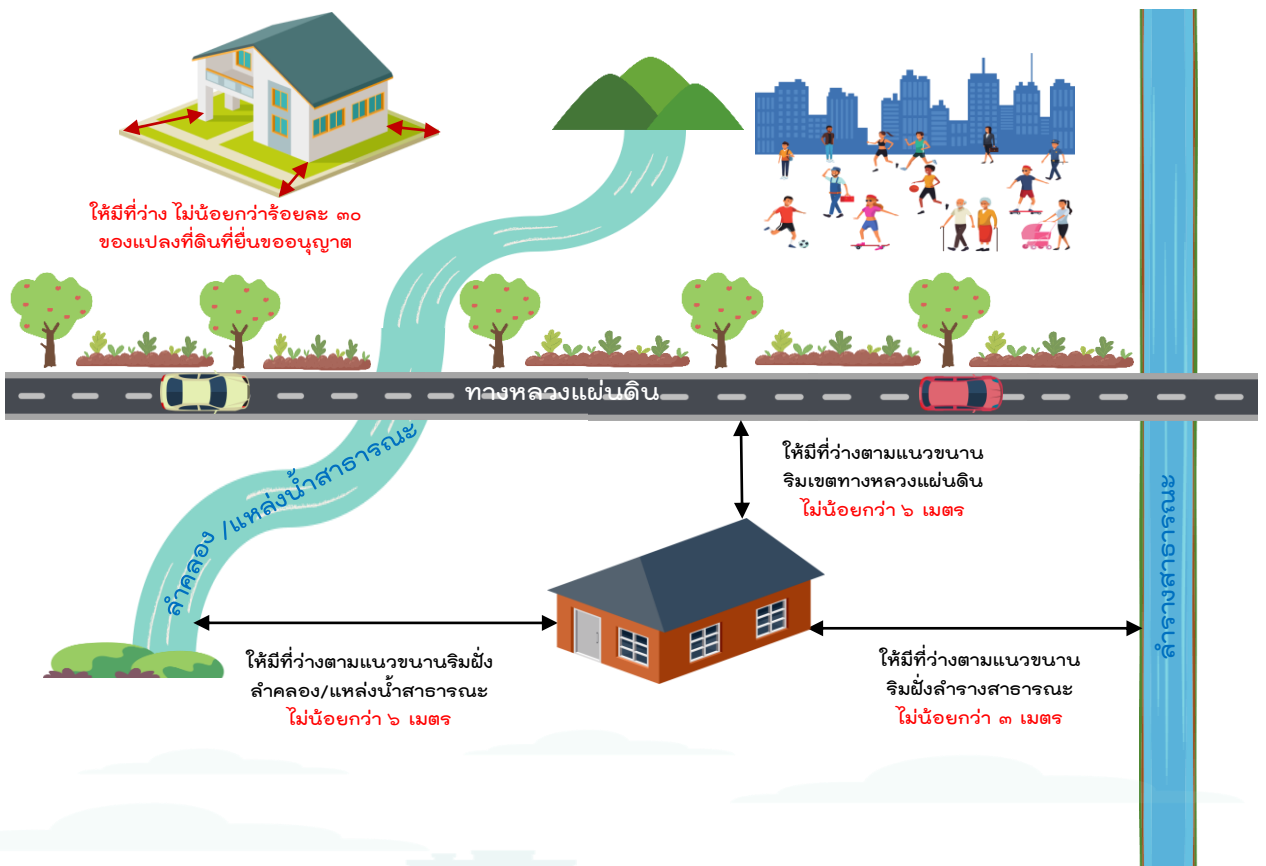 ให้มีที่ว่าง ไม่น้อยกว่าร้อยละ ๓๐
ของแปลงที่ดินที่ยื่นขออนุญาต
ทางหลวงแผ่นดิน
ลำคลอง /แหล่งน้ำสาธารณะ
ให้มีที่ว่างตามแนวขนาน
ริมเขตทางหลวงแผ่นดิน
ไม่น้อยกว่า ๖ เมตร
ลำรางสาธารณะ
ให้มีที่ว่างตามแนวขนานริมฝั่ง
ลำคลอง/แหล่งน้ำสาธารณะ
ไม่น้อยกว่า ๖ เมตร
ให้มีที่ว่างตามแนวขนาน
ริมฝั่งลำรางสาธารณะ
ไม่น้อยกว่า ๓ เมตร